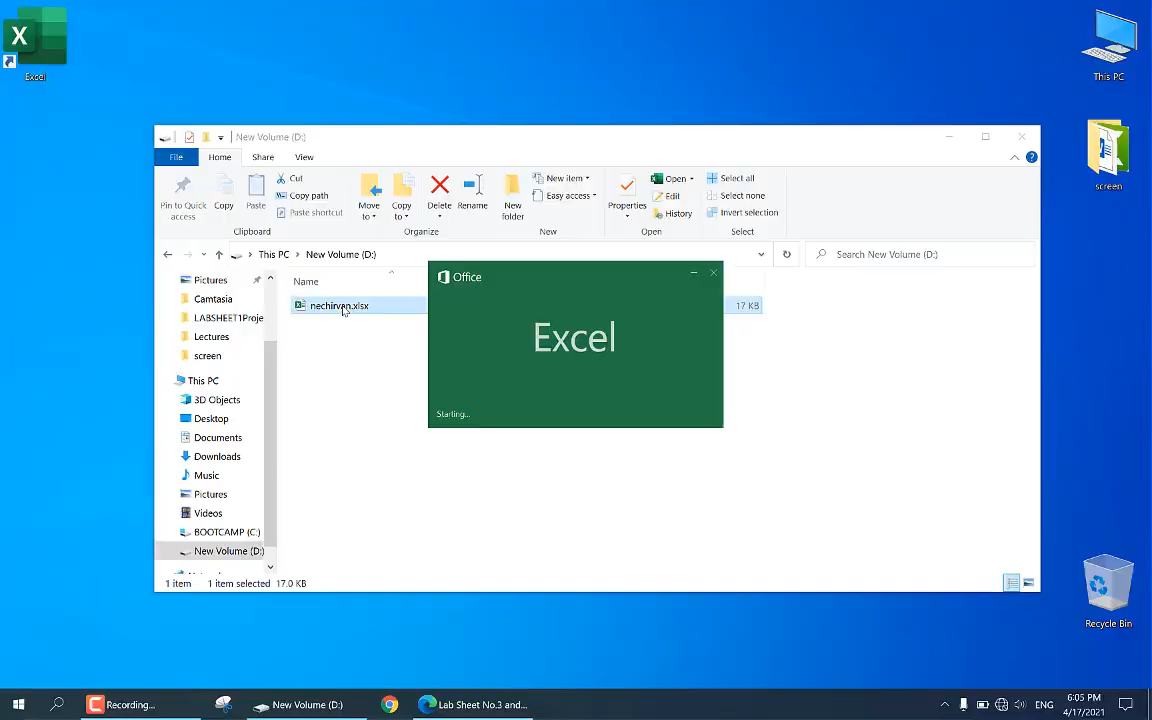 Excel
This PC
screen
Recycle Bin
New Volume (D:)
File
Home
Share
View
Pin to Quick access
Copy
Paste
Cut
Copy path
Paste shortcut
Clipboard
Move to
Copy to
Delete
Rename
Organize
New folder
New item
Easy access
New
Properties
Open
Edit
History
Open
Select all
Select none
Invert selection
Select
This PC
New Volume (D:)
Search New Volume (D:)
Pictures
Camtasia
LABSHEET1Proje
Lectures
screen
This PC
3D Objects
Desktop
Documents
Downloads
Music
Pictures
Videos
BOOTCAMP (C:)
New Volume (D:)
Name
nechirvan.xlsx
17 KB
Office
Excel
Starting...
1 item
1 item selected
17.0 KB
Recording...
New Volume (D:)
Lab Sheet No.3 and...
ENG
6:05 PM
4/17/2021